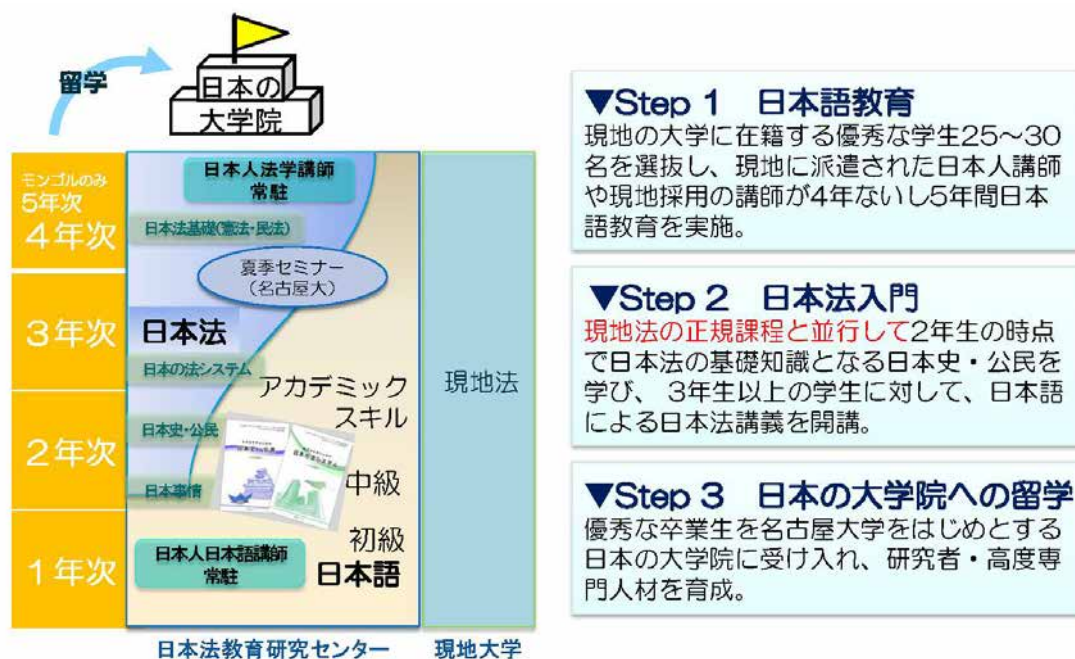 留学
日本の
大学院
モンゴルのみ
5年次
4年次
3年次
2年次
1年次
日本人法学講師
常駐
日本法基礎(憲法・民法)
夏季セミナー
(名古屋大)
日本法
日本の法システム
アカデミック
スキル
日本史・公民
中級
日本事情
初級
日本人日本語講師
常駐
日本語
現地法
日本法教育研究センター
現地大学
▼Step 1 日本語教育
現地の大学に在籍する優秀な学生25～30
名を選抜し、現地に派遣された日本人講師
や現地採用の講師が4年ないし5年間日本
語教育を実施。
▼Step 2 日本法入門
現地法の正規課程と並行して2年生の時点
で日本法の基礎知識となる日本史・公民を
学び、 3年生以上の学生に対して、日本語
による日本法講義を開講。
▼Step 3 日本の大学院への留学
優秀な卒業生を名古屋大学をはじめとする
日本の大学院に受け入れ、研究者・高度専
門人材を育成。